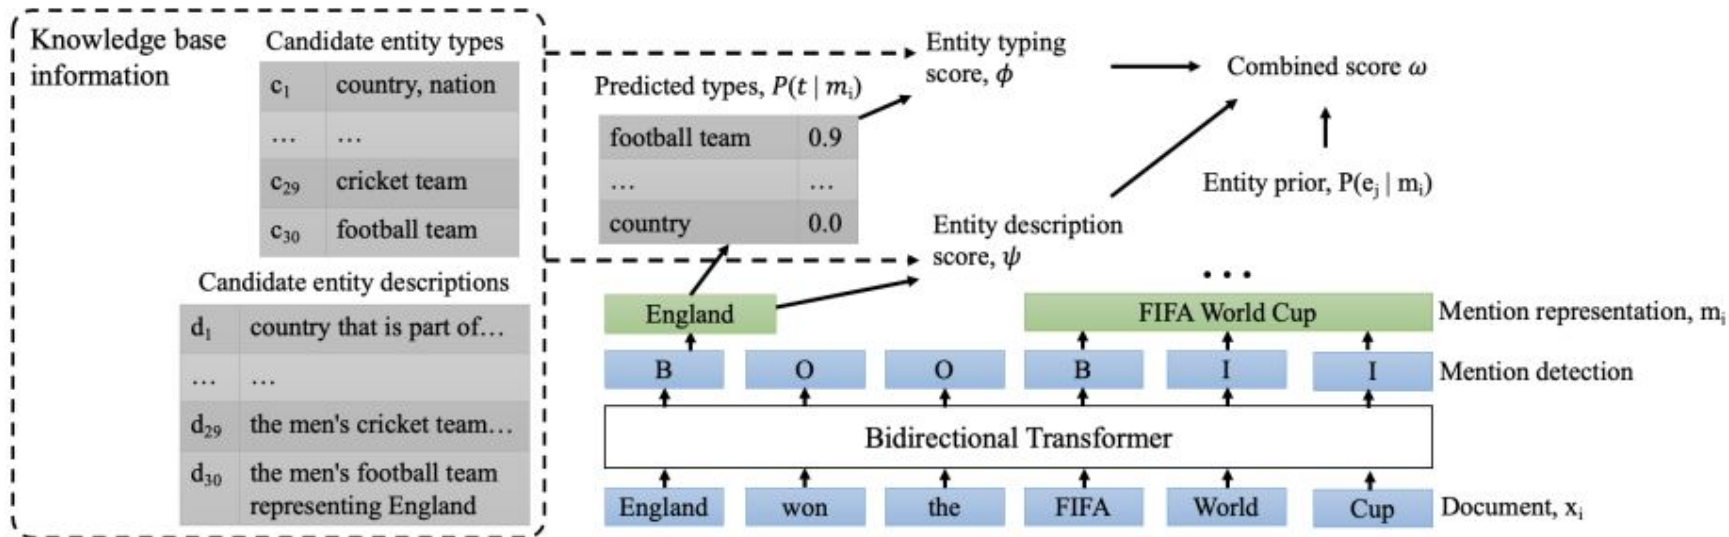 Knowledge base
information
Candidate entity types
c₁ country, nation
... ...
c₂₉ cricket team
c₃₀ football team
Candidate entity descriptions
d₁ country that is part of...
... ...
d₂₉ the men's cricket team...
d₃₀ the men's football team
representing England
Predicted types, P(t | mᵢ)
football team 0.9
... ...
country 0.0
Entity typing
score, ϕ
Combined score ω
Entity prior, P(eⱼ | mᵢ)
Entity description
score, ψ
...
England FIFA World Cup Mention representation, mᵢ
B O O B I I Mention detection
Bidirectional Transformer
England won the FIFA World Cup Document, xᵢ